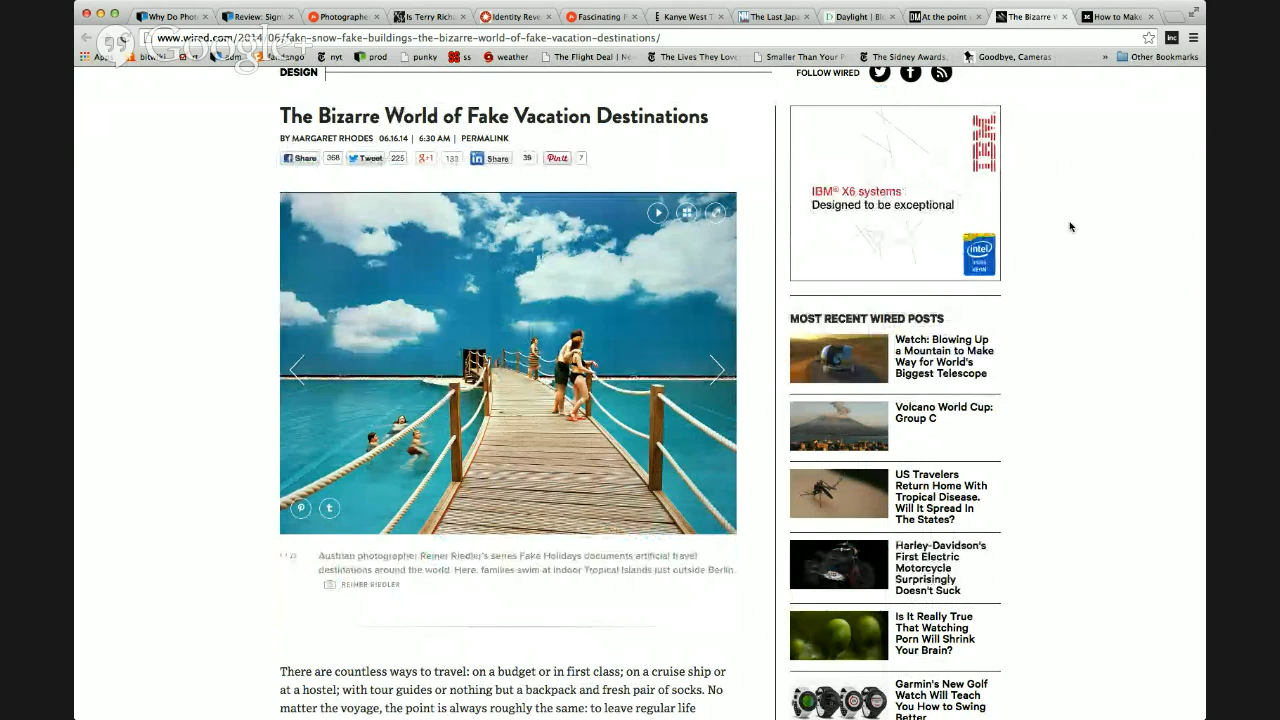 Why Do Phot
Review: Sigm
Photographe
Is Terry Rich
Identity Reve
Fascinating F
Kanye West T
The Last Japa
Daylight | Bl
At the point
The Bizarre W
How to Make
www.wired.com/2014/06/fake-snow-fake-buildings-the-bizarre-world-of-fake-vacation-destinations/
Google+
inc
nyt
prod
punky
ss
weather
The Flight Deal | N
The Lives They Lov
Smaller Than Your P
The Sidney Awards,
Goodbye, Cameras
»
Other Bookmarks
DESIGN
FOLLOW WIRED
The Bizarre World of Fake Vacation Destinations
BY MARGARET RHODES 06.16.14 | 6:30 AM | PERMALINK
Share 368 Tweet 225 g+1 133 in Share 39 Pin it 7
IBM
IBM® X6 systems
Designed to be exceptional
intel
Austrian photographer Reiner Riedler's series Fake Holidays documents artificial travel
destinations around the world. Here, families swim at indoor Tropical Islands just outside Berlin.
REINER RIEDLER
There are countless ways to travel: on a budget or in first class; on a cruise ship or
at a hostel; with tour guides or nothing but a backpack and fresh pair of socks. No
matter the voyage, the point is always roughly the same: to leave regular life
MOST RECENT WIRED POSTS
Watch: Blowing Up
a Mountain to Make
Way for World's
Biggest Telescope
Volcano World Cup:
Group C
US Travelers
Return Home With
Tropical Disease.
Will It Spread In
The States?
Harley-Davidson's
First Electric
Motorcycle
Surprisingly
Doesn't Suck
Is It Really True
That Watching
Porn Will Shrink
Your Brain?
Garmin's New Golf
Watch Will Teach
You How to Swing
Better